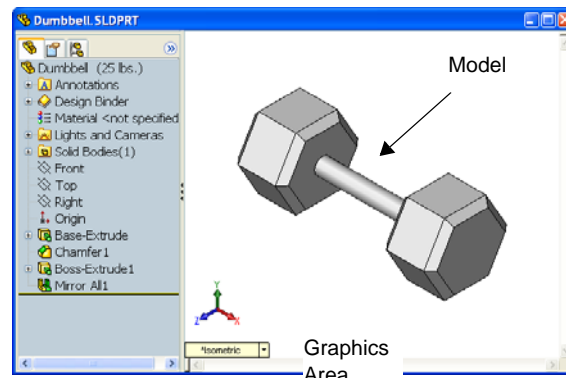 Dumbbell.SLDPRT
Dumbbell (25 lbs.)
Annotations
Design Binder
Material <not specified
Lights and Cameras
Solid Bodies(1)
Front
Top
Right
Origin
Base-Extrude
Chamfer1
Boss-Extrude1
Mirror All1
Model
Y
Z
X
*Isometric
Graphics
Area